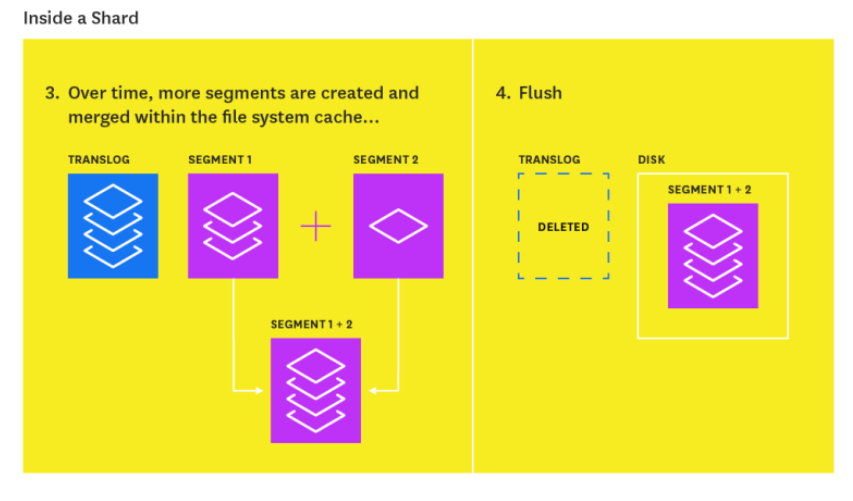 Inside a Shard
3. Over time, more segments are created and
merged within the file system cache...
TRANSLOG
SEGMENT 1
SEGMENT 2
SEGMENT 1 + 2
4. Flush
TRANSLOG
DISK
SEGMENT 1 + 2
DELETED